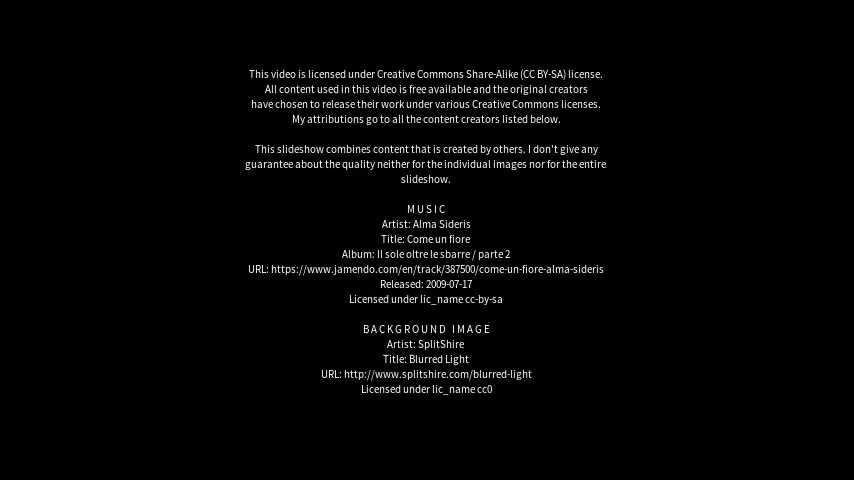 This video is licensed under Creative Commons Share-Alike (CC BY-SA) license.
All content used in this video is free available and the original creators
have chosen to release their work under various Creative Commons licenses.
My attributions go to all the content creators listed below.
This slideshow combines content that is created by others. I don't give any
guarantee about the quality neither for the individual images nor for the entire
slideshow.
MUSIC
Artist: Alma Sideris
Title: Come un fiore
Album: Il sole oltre le sbarre / parte 2
URL: https://www.jamendo.com/en/track/387500/come-un-fiore-alma-sideris
Released: 2009-07-17
Licensed under lic_name cc-by-sa
BACKGROUND IMAGE
Artist: SplitShire
Title: Blurred Light
URL: http://www.splitshire.com/blurred-light
Licensed under lic_name cc0